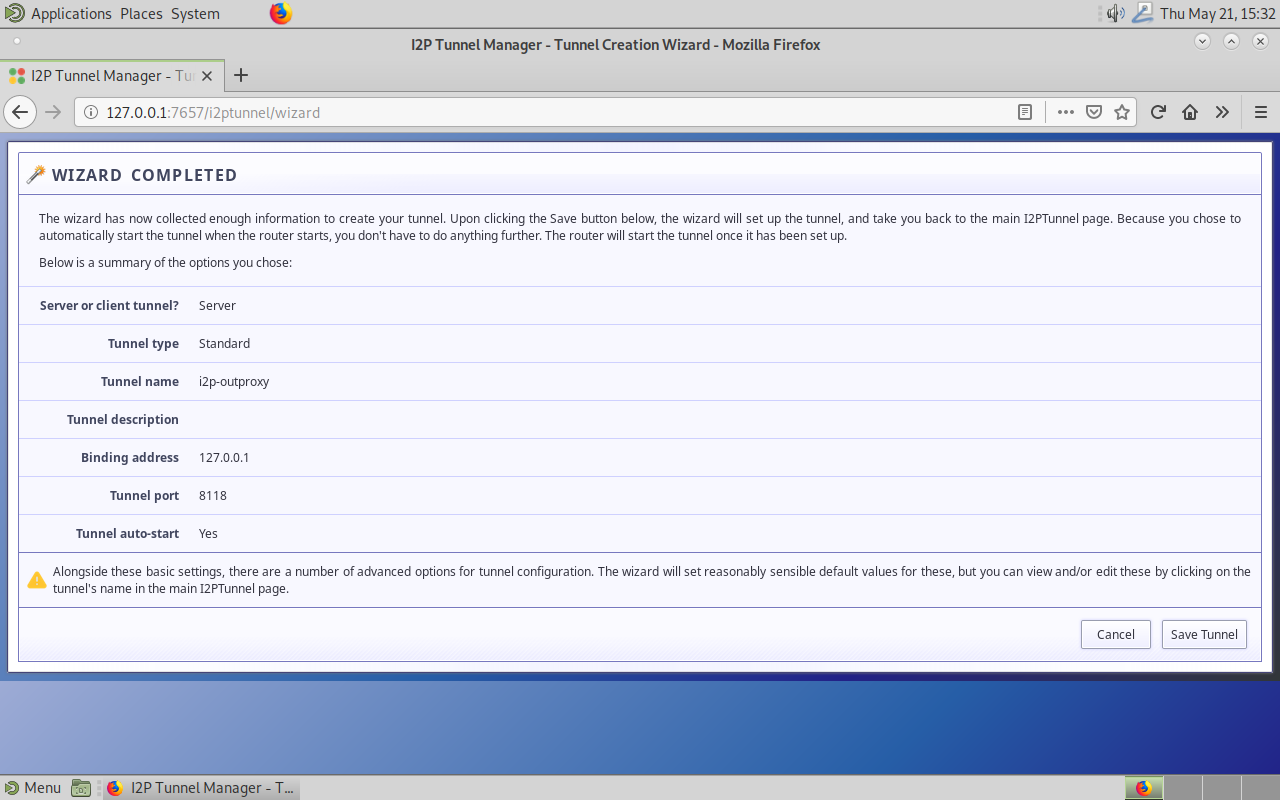 Applications Places System Thu May 21, 15:32
I2P Tunnel Manager - Tunnel Creation Wizard - Mozilla Firefox
I2P Tunnel Manager - Tu
127.0.0.1:7657/i2ptunnel/wizard
WIZARD COMPLETED
The wizard has now collected enough information to create your tunnel. Upon clicking the Save button below, the wizard will set up the tunnel, and take you back to the main I2PTunnel page. Because you chose to
automatically start the tunnel when the router starts, you don't have to do anything further. The router will start the tunnel once it has been set up.
Below is a summary of the options you chose:
Server or client tunnel? Server
Tunnel type Standard
Tunnel name i2p-outproxy
Tunnel description
Binding address 127.0.0.1
Tunnel port 8118
Tunnel auto-start Yes
Alongside these basic settings, there are a number of advanced options for tunnel configuration. The wizard will set reasonably sensible default values for these, but you can view and/or edit these by clicking on the
tunnel's name in the main I2PTunnel page.
Cancel Save Tunnel
Menu I2P Tunnel Manager - T...